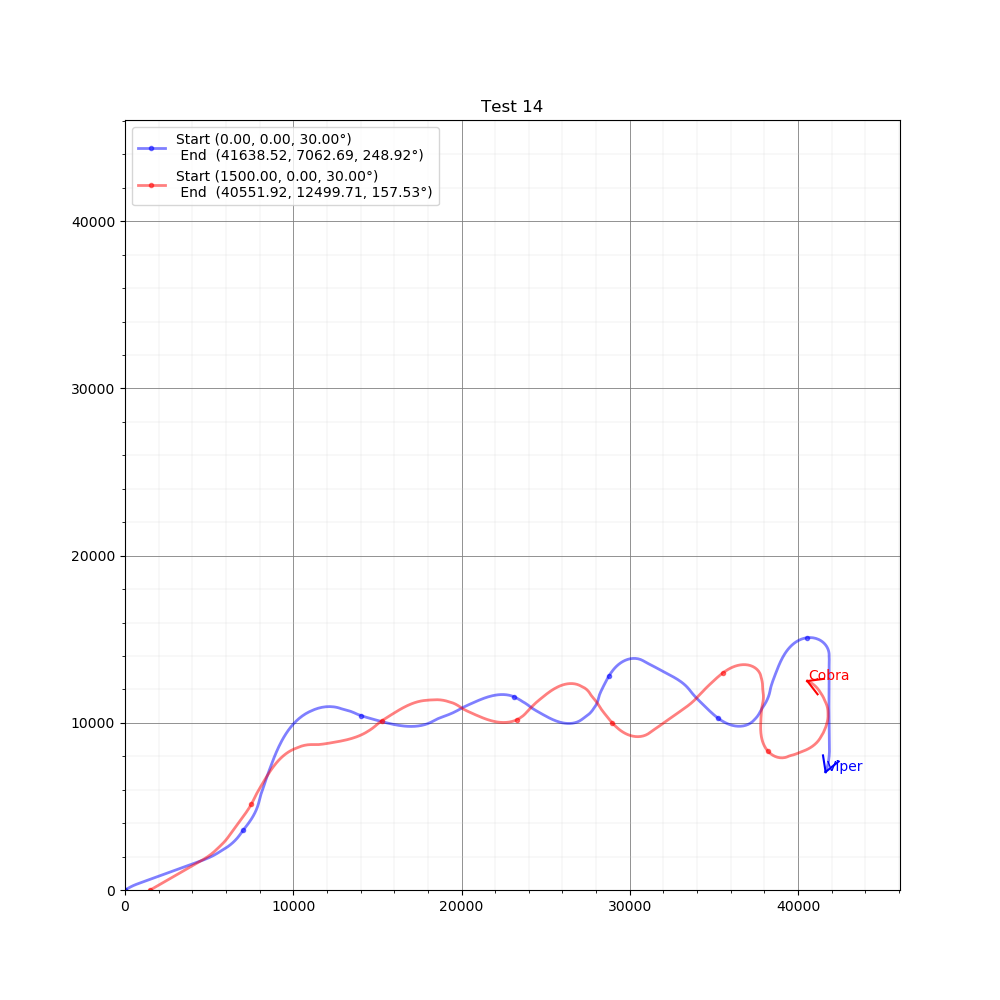 Test 14
Start (0.00, 0.00, 30.00°)
End (41638.52, 7062.69, 248.92°)
Start (1500.00, 0.00, 30.00°)
End (40551.92, 12499.71, 157.53°)
40000
30000
20000
10000
0
Cobra
Viper
0
10000
20000
30000
40000